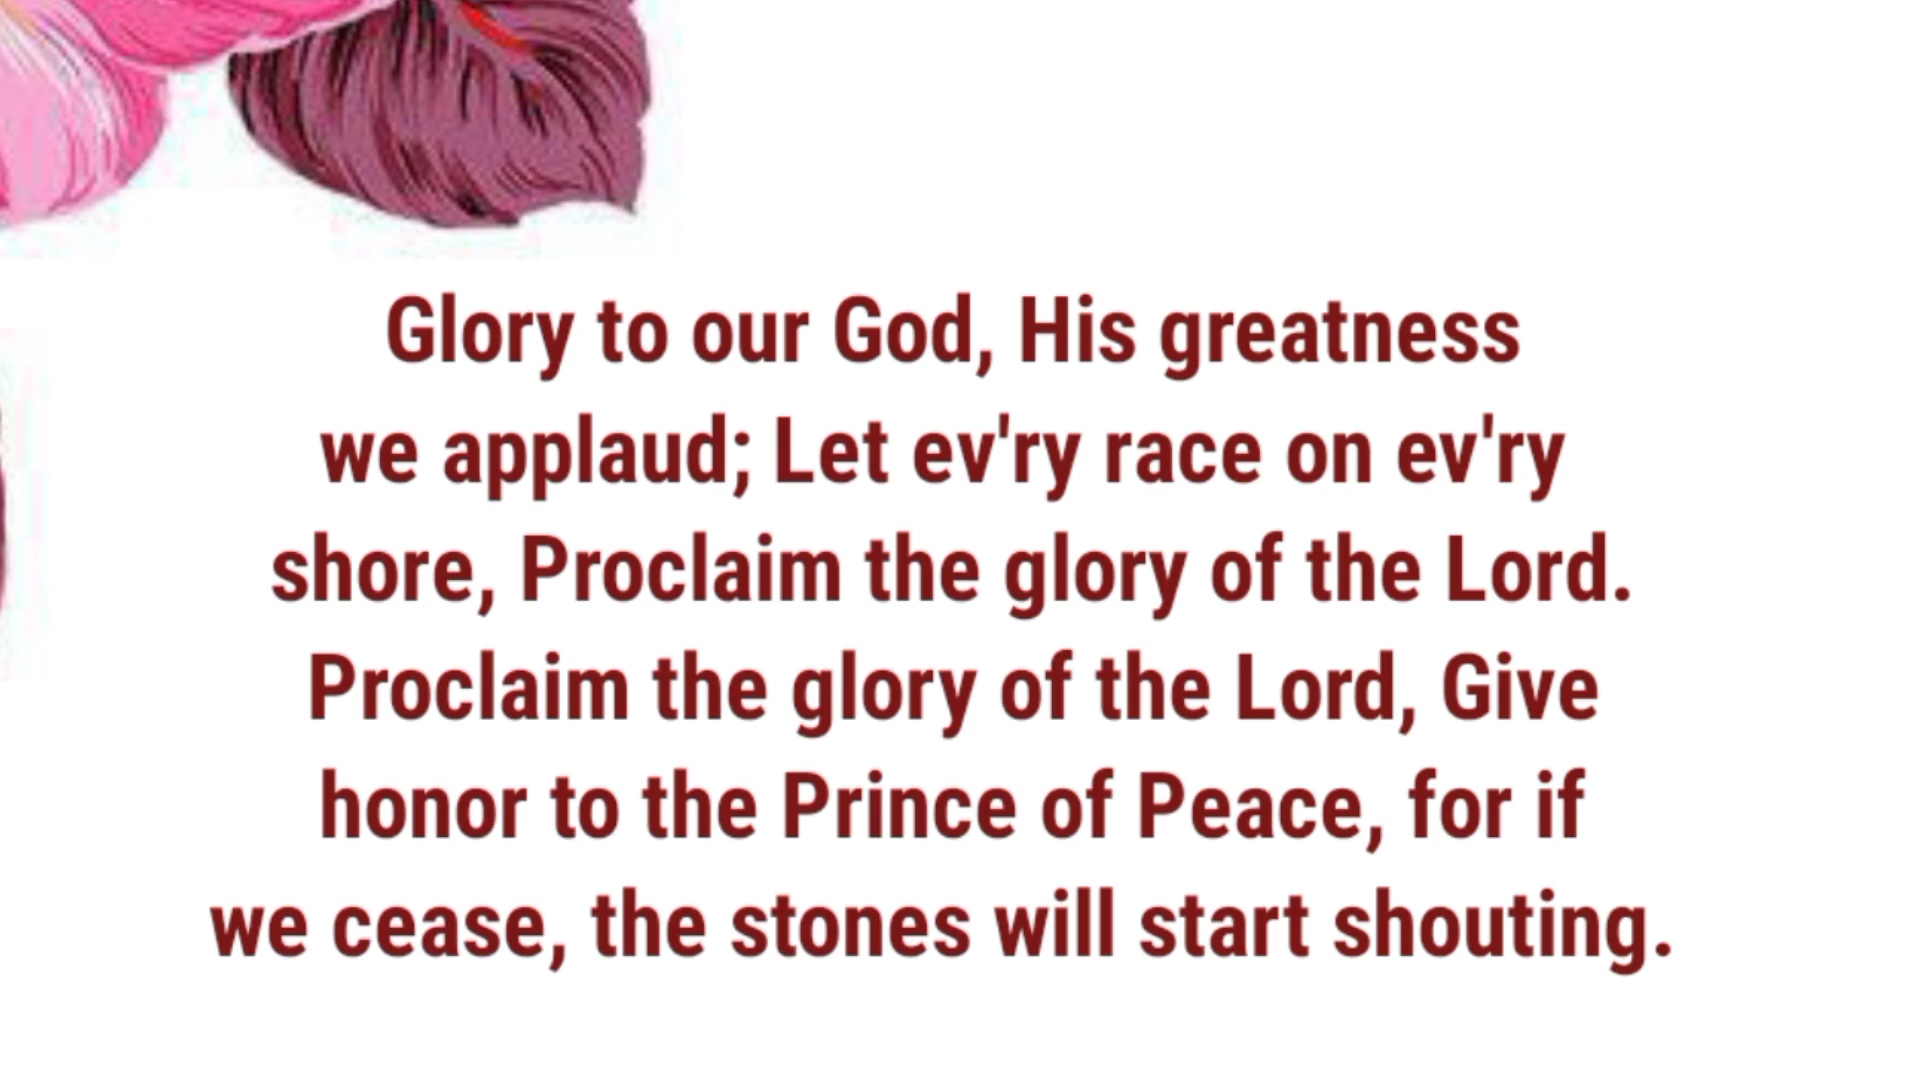 Glory to our God, His greatness
we applaud; Let ev'ry race on ev'ry
shore, Proclaim the glory of the Lord.
Proclaim the glory of the Lord, Give
honor to the Prince of Peace, for if
we cease, the stones will start shouting.